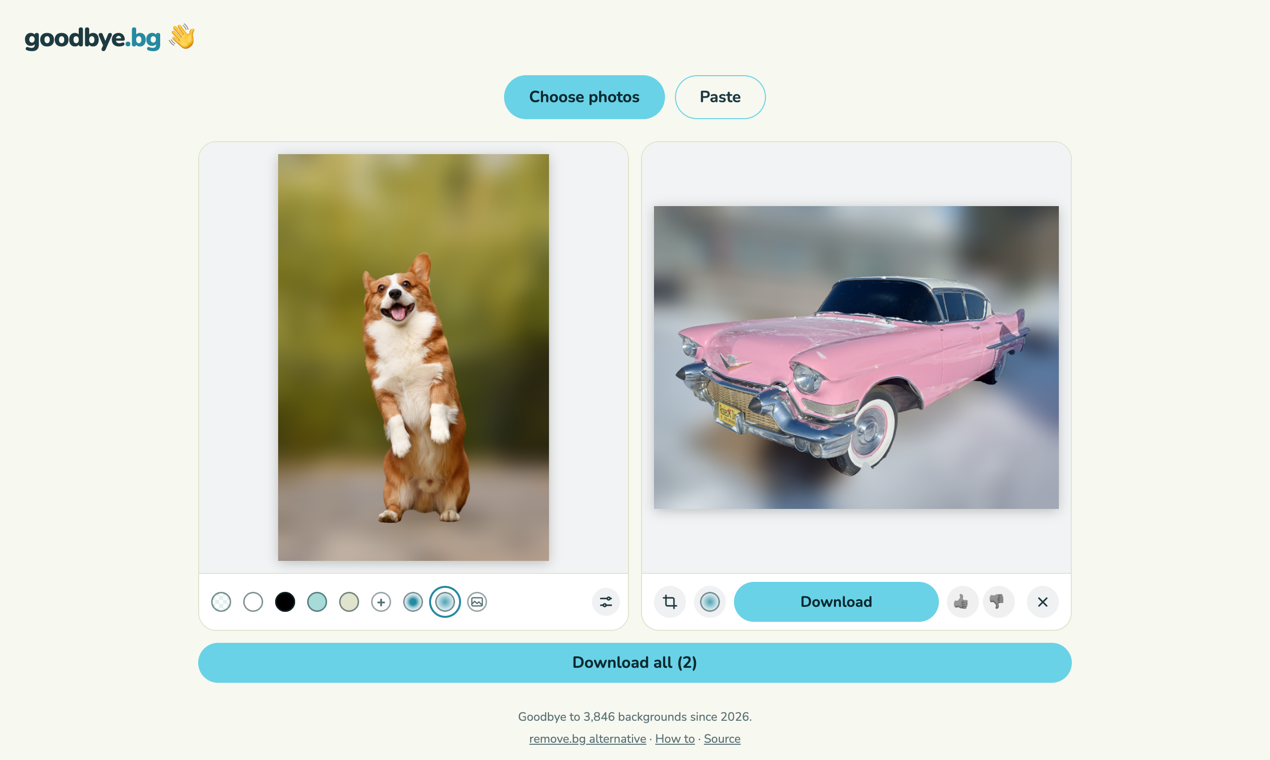 goodbye.bg
Choose photos
Paste
Download
Download all (2)
Goodbye to 3,846 backgrounds since 2026.
remove.bg alternative · How to · Source